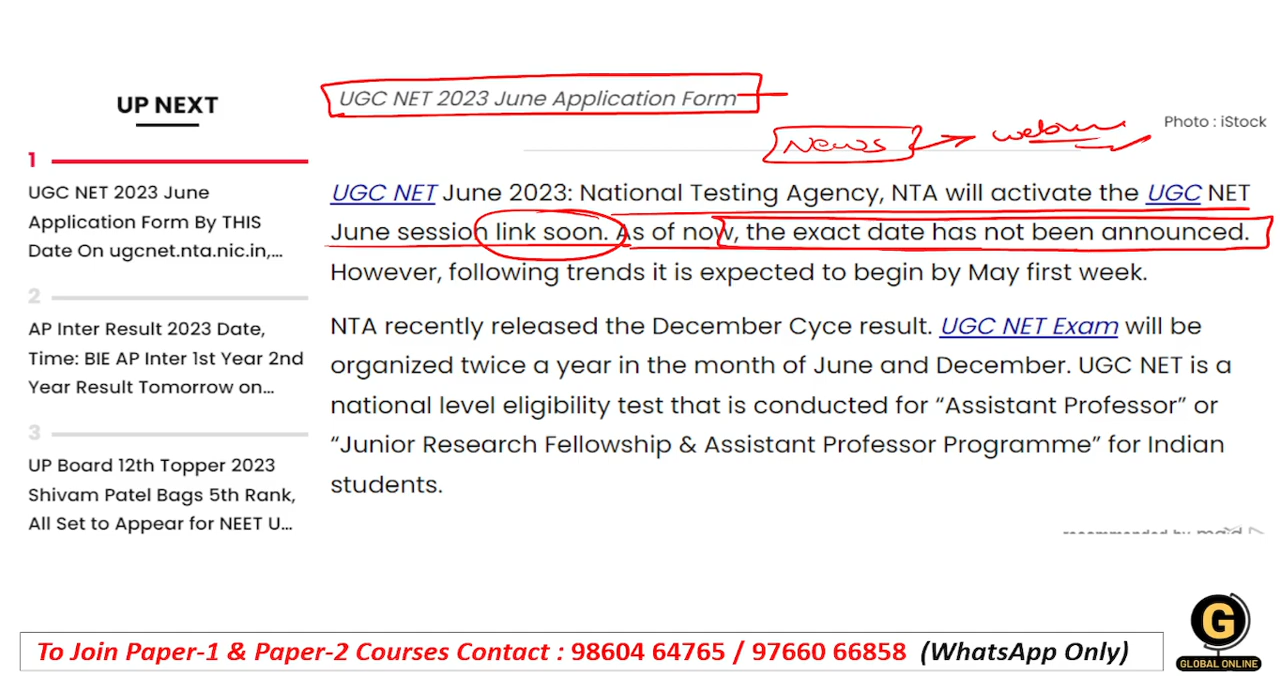 UP NEXT
1
UGC NET 2023 June
Application Form By THIS
Date On ugcnet.nta.nic.in,...
2
AP Inter Result 2023 Date,
Time: BIE AP Inter 1st Year 2nd
Year Result Tomorrow on...
3
UP Board 12th Topper 2023
Shivam Patel Bags 5th Rank,
All Set to Appear for NEET U...
UGC NET 2023 June Application Form
Photo : iStock
News
UGC NET June 2023: National Testing Agency, NTA will activate the UGC NET
June session link soon. As of now, the exact date has not been announced.
However, following trends it is expected to begin by May first week.
NTA recently released the December Cyce result. UGC NET Exam will be
organized twice a year in the month of June and December. UGC NET is a
national level eligibility test that is conducted for “Assistant Professor” or
“Junior Research Fellowship & Assistant Professor Programme” for Indian
students.
To Join Paper-1 & Paper-2 Courses Contact : 98604 64765 / 97660 66858 (WhatsApp Only)
G
GLOBAL ONLINE